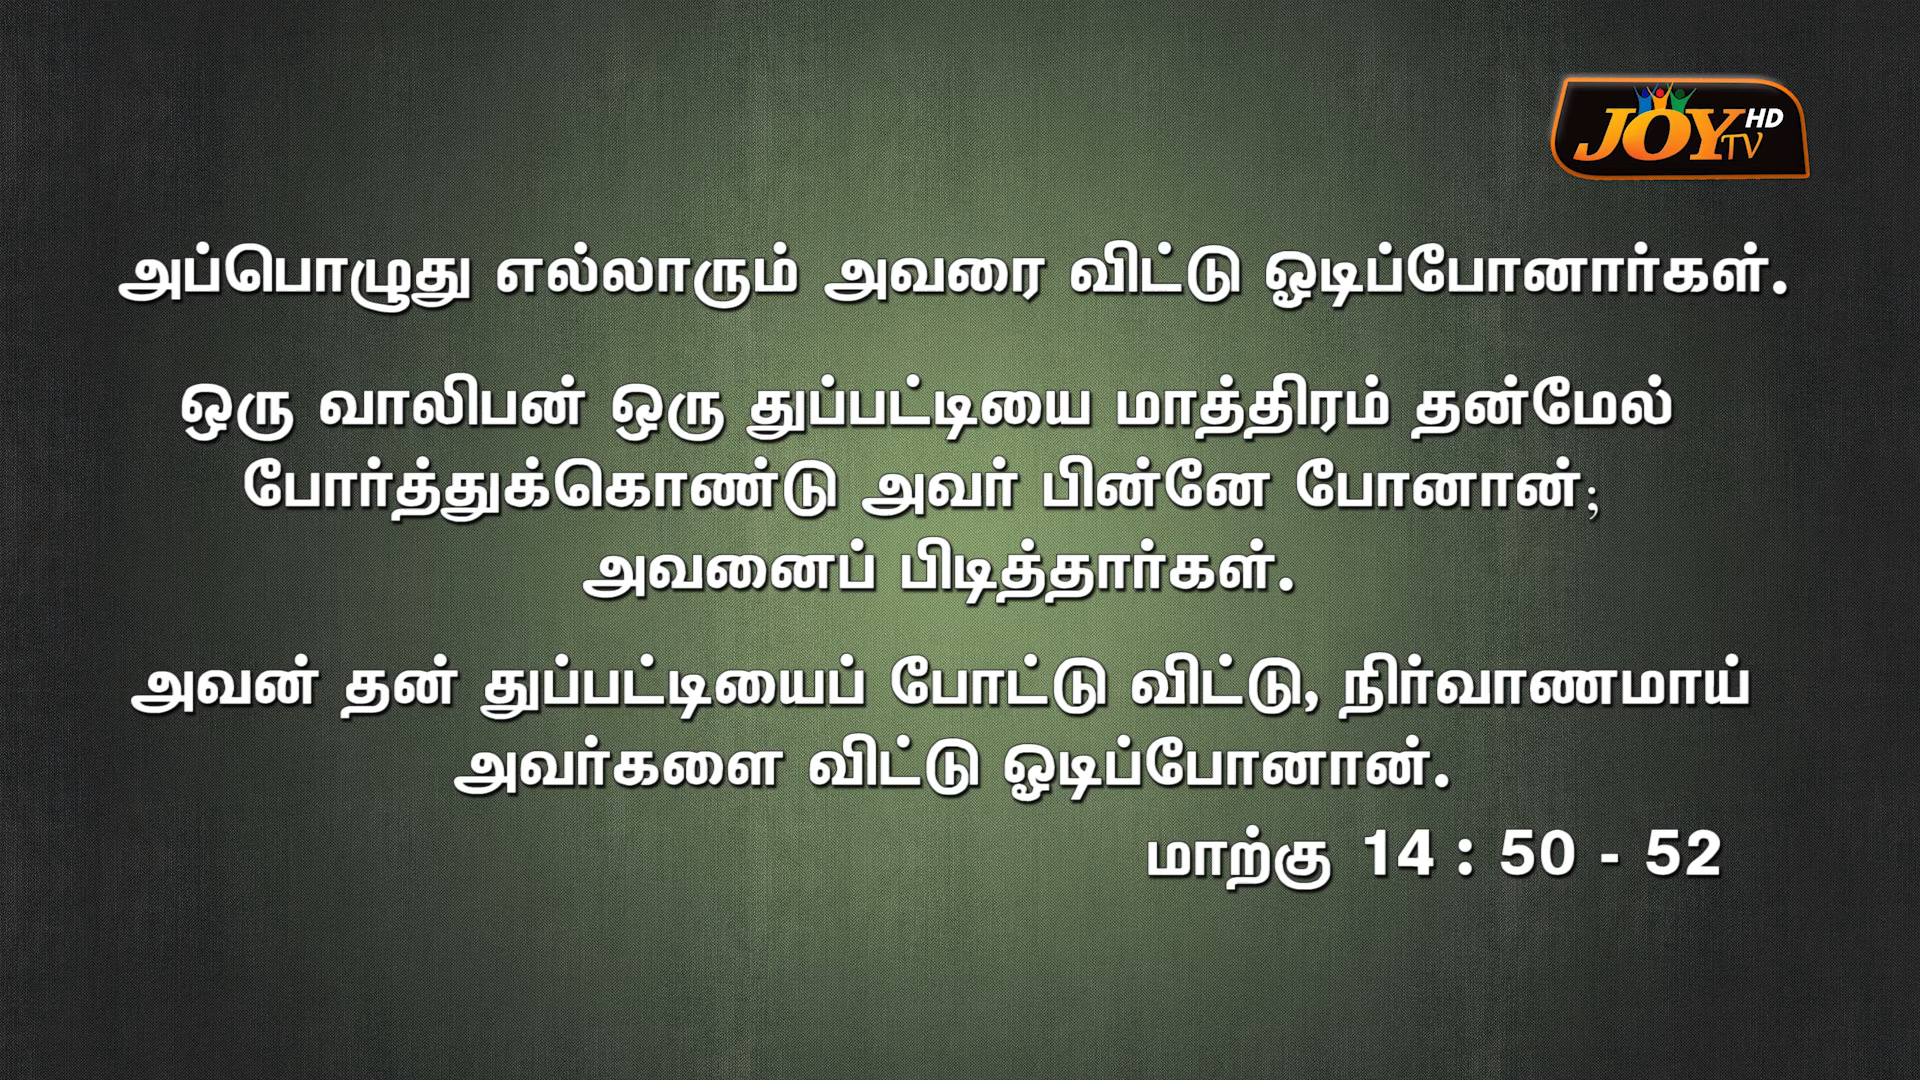 JOY TV HD
அப்பொழுது எல்லாரும் அவரை விட்டு ஓடிப்போனார்கள்.
ஒரு வாலிபன் ஒரு துப்பட்டியை மாத்திரம் தன்மேல்
போர்த்துக்கொண்டு அவர் பின்னே போனான்;
அவனைப் பிடித்தார்கள்.
அவன் தன் துப்பட்டியைப் போட்டு விட்டு, நிர்வாணமாய்
அவர்களை விட்டு ஓடிப்போனான்.
மாற்கு 14 : 50 - 52